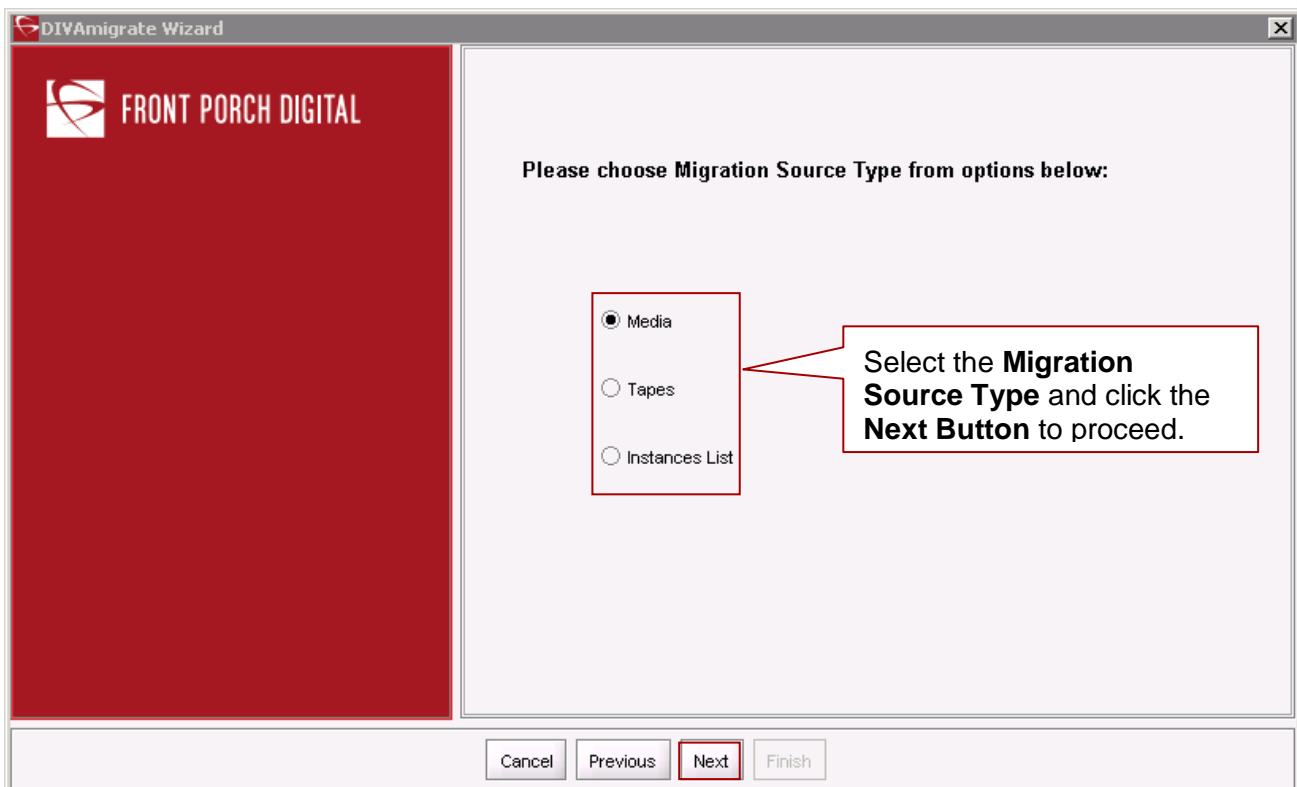 DIVAmigrate Wizard
FRONT PORCH DIGITAL
Please choose Migration Source Type from options below:
Media
Tapes
Instances List
Select the Migration
Source Type and click the
Next Button to proceed.
Cancel Previous Next Finish